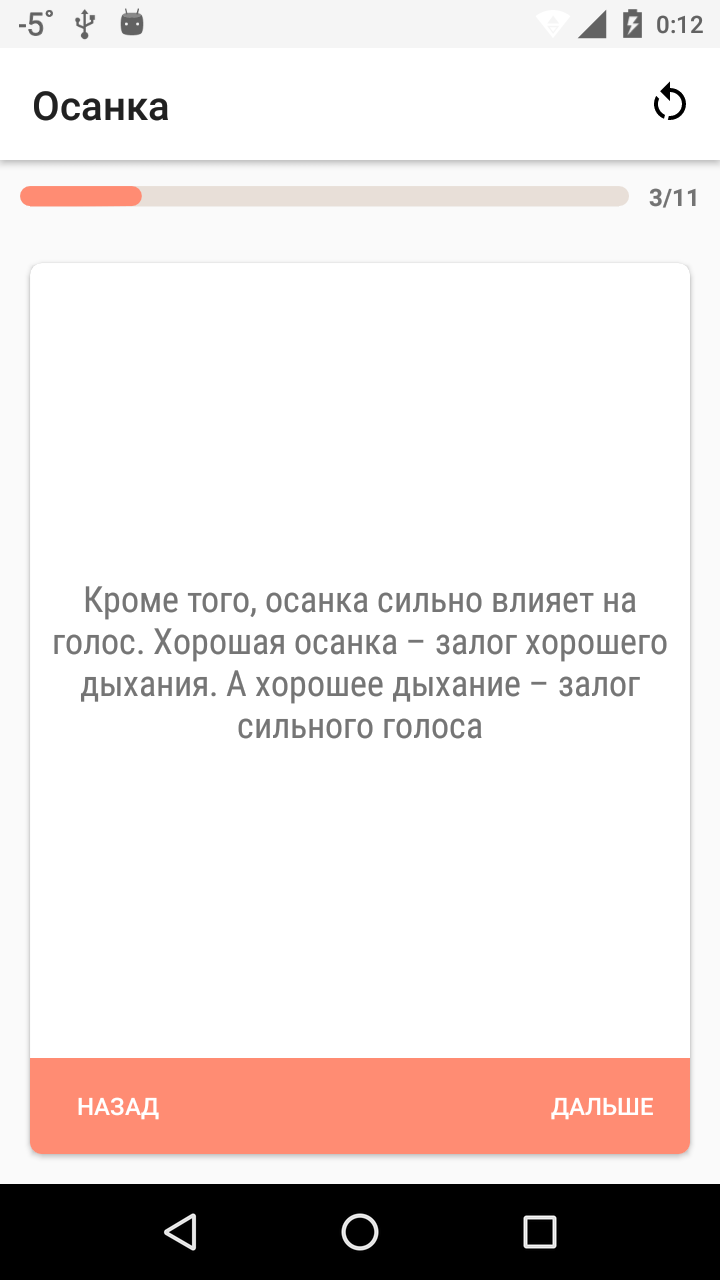 -5°
0:12
Осанка
3/11
Кроме того, осанка сильно влияет на
голос. Хорошая осанка – залог хорошего
дыхания. А хорошее дыхание – залог
сильного голоса
НАЗАД
ДАЛЬШЕ